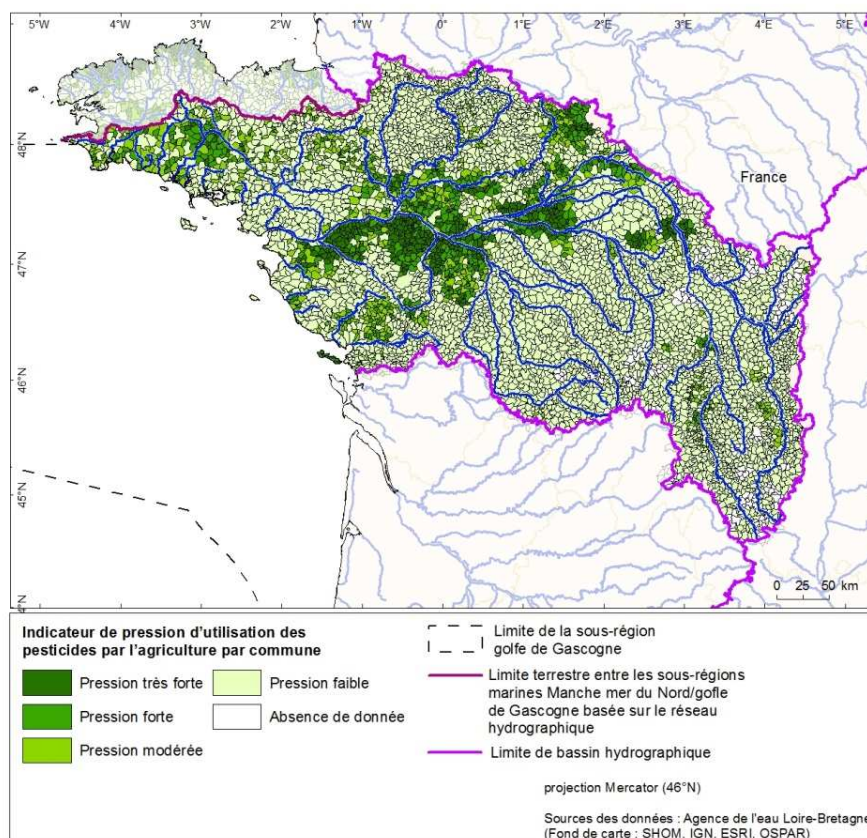 5°W 4°W 3°W 2°W 1°W 0° 1°E 2°E 3°E 4°E 5°E
48°N
France
47°N
46°N
45°N
0 25 50 km
Indicateur de pression d'utilisation des
pesticides par l'agriculture par commune
Pression très forte
Pression faible
Pression forte
Absence de donnée
Pression modérée
Limite de la sous-région
golfe de Gascogne
Limite terrestre entre les sous-régions
marines Manche mer du Nord/gofle
de Gascogne basée sur le réseau
hydrographique
Limite de bassin hydrographique
projection Mercator (46°N)
Sources des données : Agence de l'eau Loire-Bretagne
(Fond de carte : SHOM, IGN, ESRI, OSPAR)